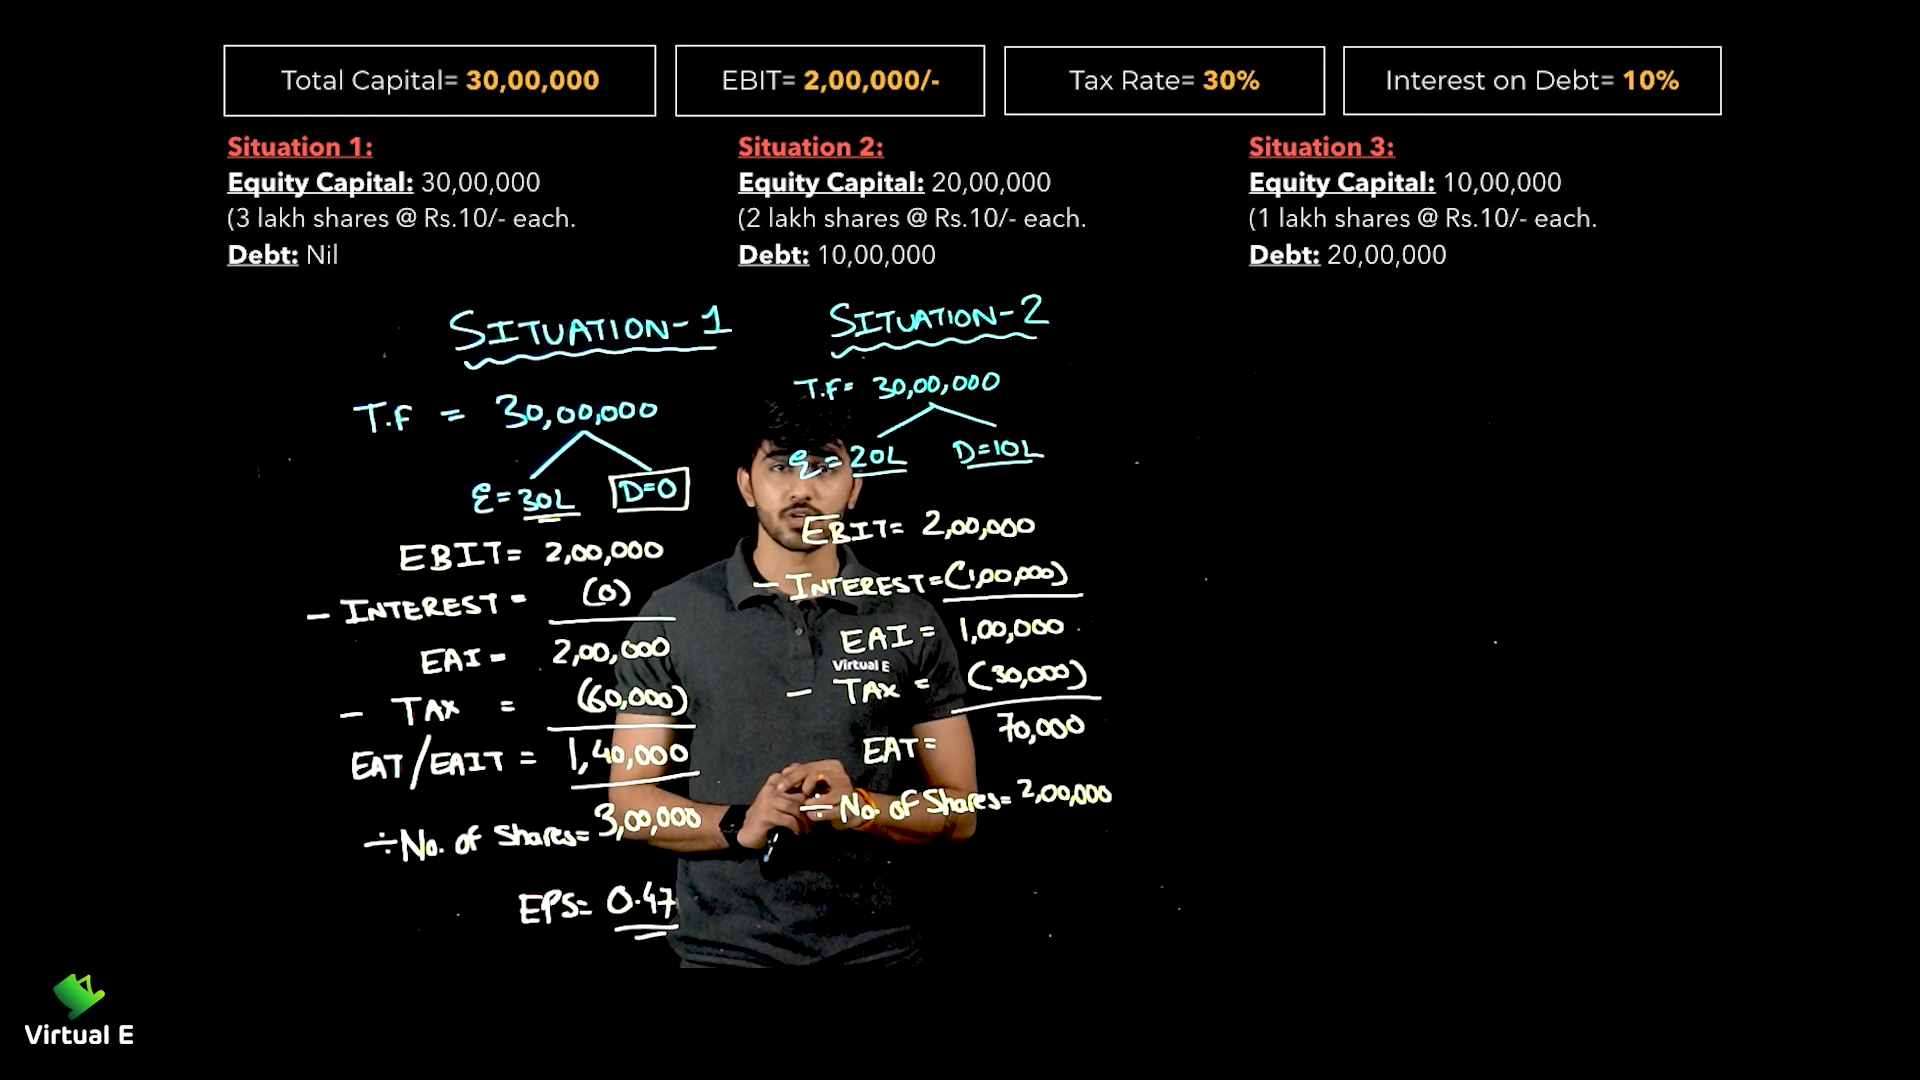 Total Capital= 30,00,000
EBIT= 2,00,000/-
Tax Rate= 30%
Interest on Debt= 10%
Situation 1:
Equity Capital: 30,00,000
(3 lakh shares @ Rs.10/- each.
Debt: Nil
Situation 2:
Equity Capital: 20,00,000
(2 lakh shares @ Rs.10/- each.
Debt: 10,00,000
Situation 3:
Equity Capital: 10,00,000
(1 lakh shares @ Rs.10/- each.
Debt: 20,00,000
SITUATION-1
T.F = 30,00,000
E=30L D=0
EBIT= 2,00,000
- INTEREST= (0)
EAI= 2,00,000
- TAX = (60,000)
EAT/EAIT = 1,40,000
÷No. of Shares= 3,00,000
EPS= 0.47
SITUATION-2
T.F= 30,00,000
E=20L D=10L
EBIT= 2,00,000
- INTEREST=(1,00,000)
EAI= 1,00,000
- TAX = (30,000)
EAT= 70,000
÷No. of Shares= 2,00,000
Virtual E
Virtual E